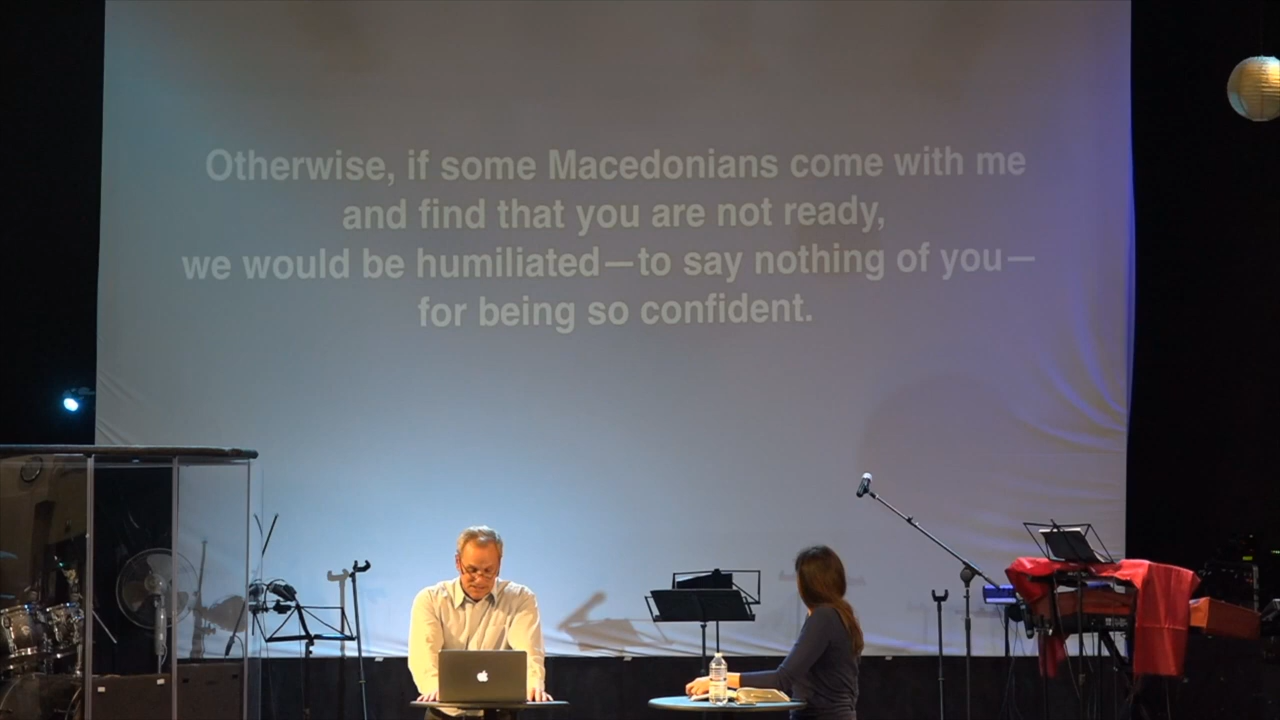 Otherwise, if some Macedonians come with me
and find that you are not ready,
we would be humiliated—to say nothing of you—
for being so confident.